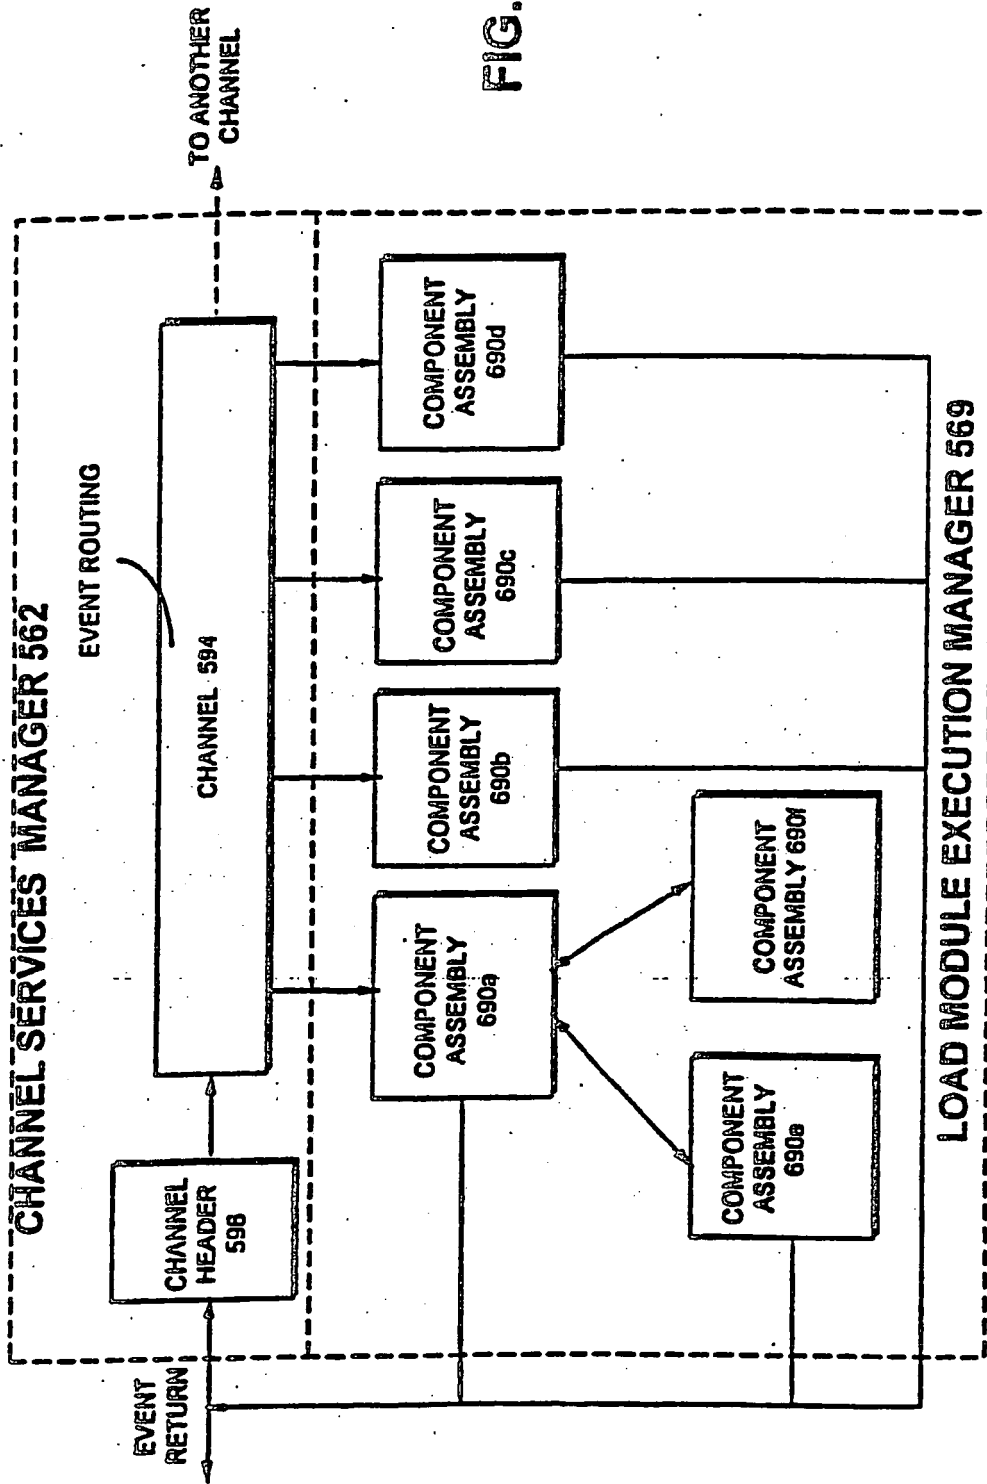 CHANNEL SERVICES MANAGER 562
EVENT ROUTING
TO ANOTHER
CHANNEL
EVENT
RETURN
CHANNEL
HEADER
596
CHANNEL 594
COMPONENT
ASSEMBLY
690a
COMPONENT
ASSEMBLY
690b
COMPONENT
ASSEMBLY
690c
COMPONENT
ASSEMBLY
690d
COMPONENT
ASSEMBLY
690e
COMPONENT
ASSEMBLY 690f
LOAD MODULE EXECUTION MANAGER 569
FIG.